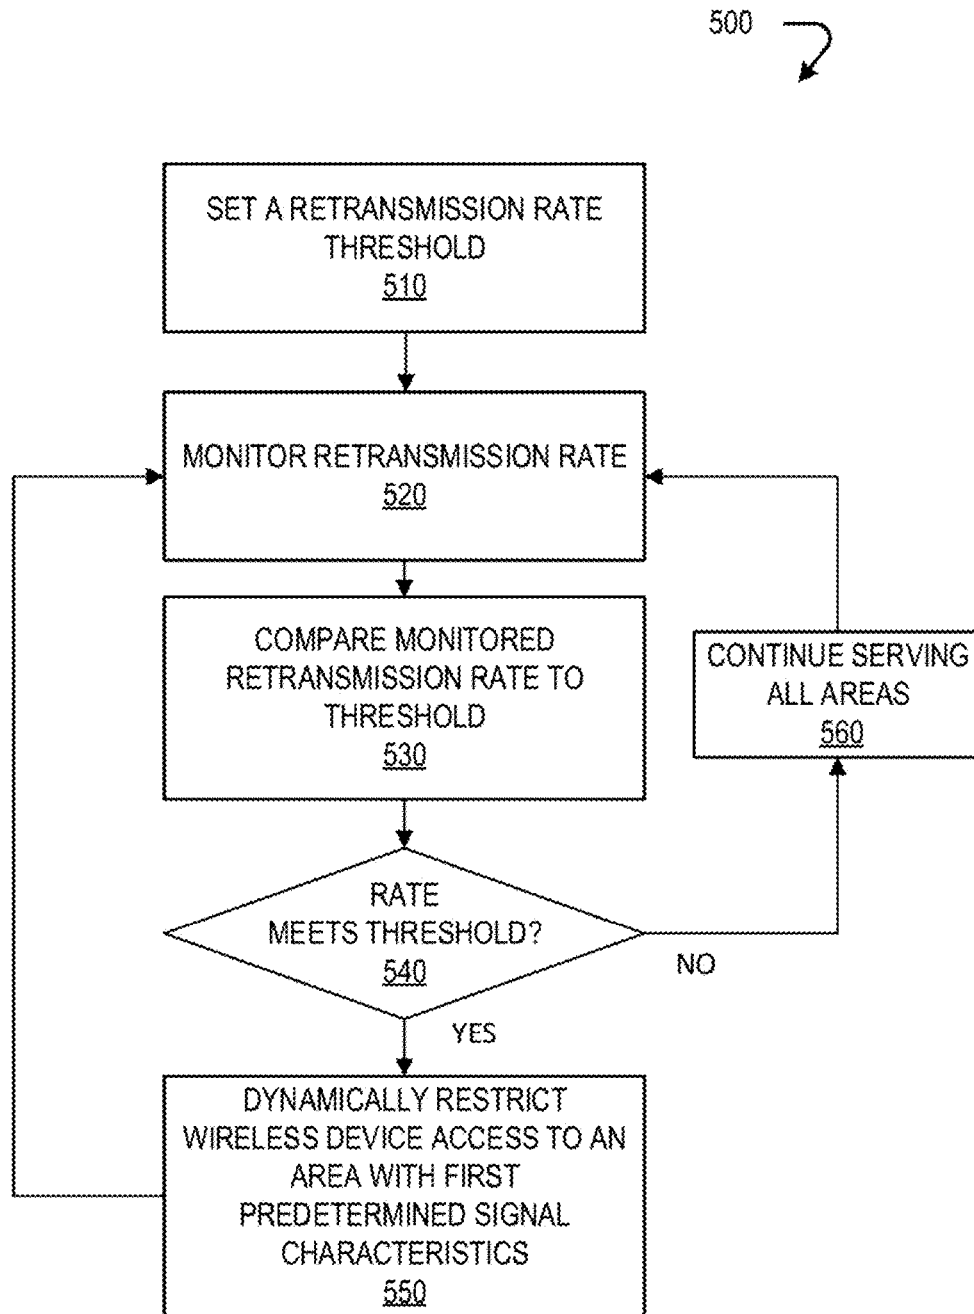 500
SET A RETRANSMISSION RATE
THRESHOLD
510
MONITOR RETRANSMISSION RATE
520
COMPARE MONITORED
RETRANSMISSION RATE TO
THRESHOLD
530
CONTINUE SERVING
ALL AREAS
560
RATE
MEETS THRESHOLD?
540
NO
YES
DYNAMICALLY RESTRICT
WIRELESS DEVICE ACCESS TO AN
AREA WITH FIRST
PREDETERMINED SIGNAL
CHARACTERISTICS
550